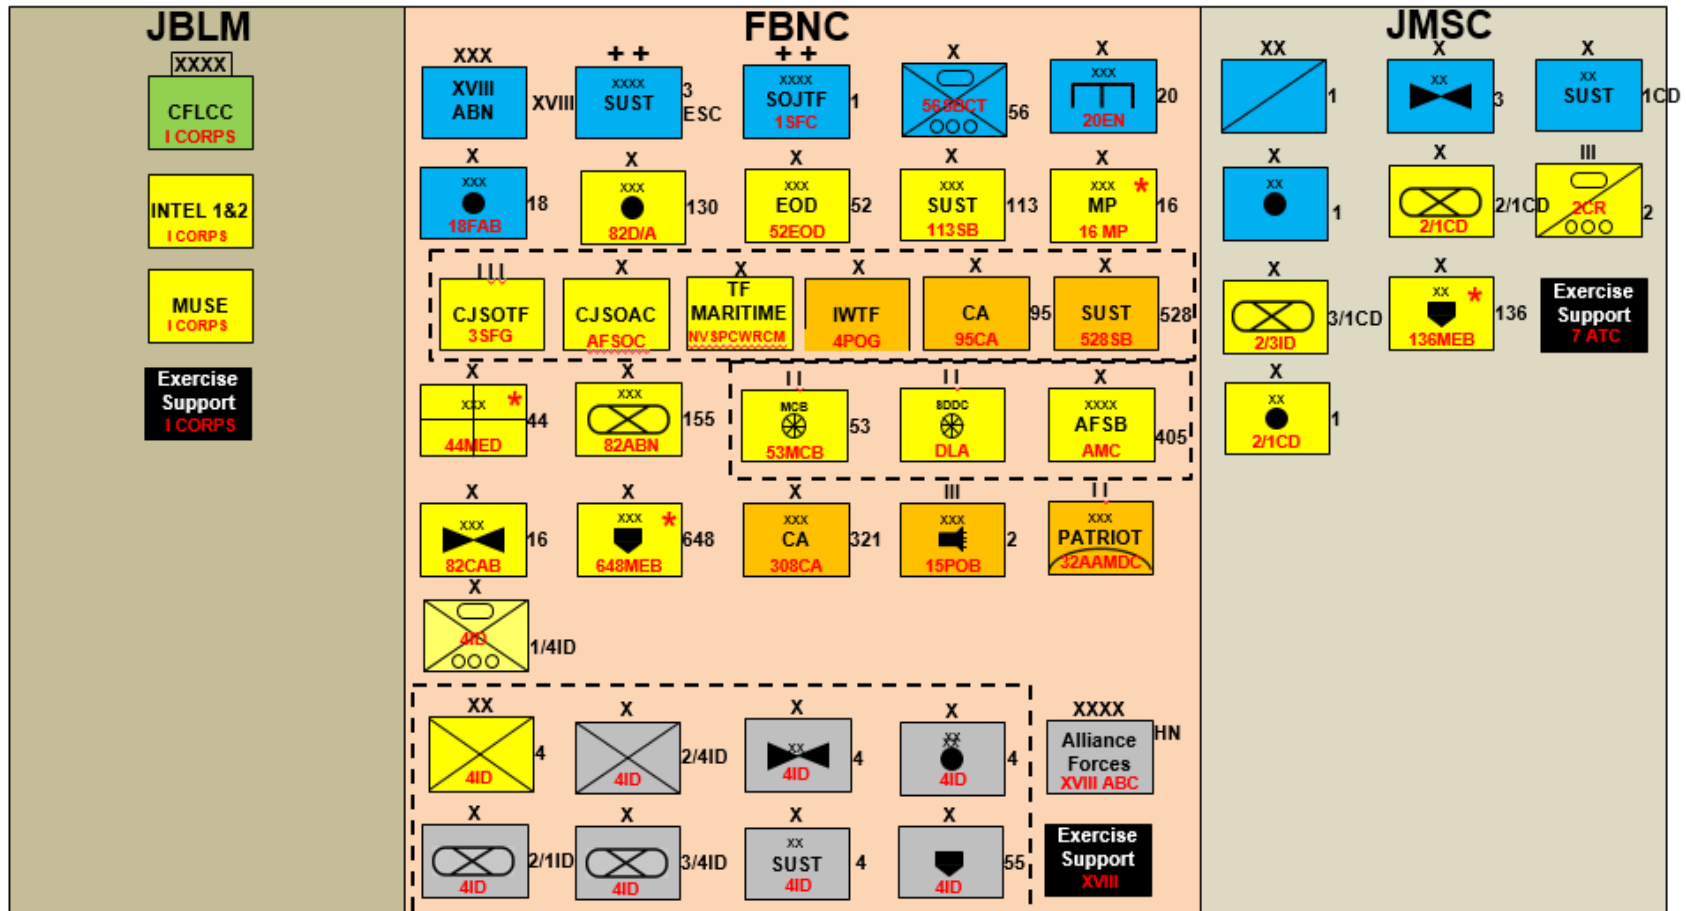 JBLM
XXXX
CFLCC
I CORPS
INTEL 1&2
I CORPS
MUSE
I CORPS
Exercise
Support
I CORPS
FBNC
XXX
XVIII
ABN
XVIII
++
XXXX
SUST
3
ESC
++
XXXX
SOJTF
1SFC
1
X
56SBCT
56
X
XXX
20EN
20
X
XXX
18FAB
18
X
XXX
82D/A
130
X
XXX
EOD
52EOD
52
X
XXX
SUST
113SB
113
X
XXX *
MP
16 MP
16
III
CJSOTF
3SFG
X
CJSOAC
AFSOC
X
TF
MARITIME
NVSPCWRCM
X
IWTF
4POG
X
CA
95CA
95
X
SUST
528SB
528
X
XXX *
44MED
44
X
XXX
82ABN
155
II
MCB
53MCB
53
II
8DDC
DLA
X
XXXX
AFSB
AMC
405
X
XXX
82CAB
16
X
XXX *
648MEB
648
X
XXX
CA
308CA
321
III
XXX
15POB
2
II
XXX
PATRIOT
32AAMDC
X
4ID
1/4ID
XX
4ID
4
X
4ID
2/4ID
X
XX
4ID
4
X
XX
4ID
4
XXXX
Alliance
Forces
XVIII ABC
HN
X
4ID
2/1ID
X
4ID
3/4ID
X
XX
SUST
4ID
4
X
4ID
55
Exercise
Support
XVIII
JMSC
XX
1
X
XX
3
X
XX
SUST
1CD
X
XX
1
X
2/1CD
2/1CD
III
2CR
2
X
2/3ID
3/1CD
X
XX *
136MEB
136
Exercise
Support
7 ATC
X
XX
2/1CD
1